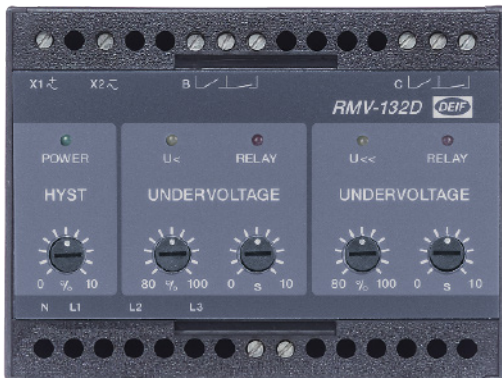 X1 X2 B C
RMV-132D DEIF
POWER U< RELAY U<< RELAY
HYST UNDERVOLTAGE UNDERVOLTAGE
0 % 10 80 % 100 0 s 10 80 % 100 0 s 10
N L1 L2 L3